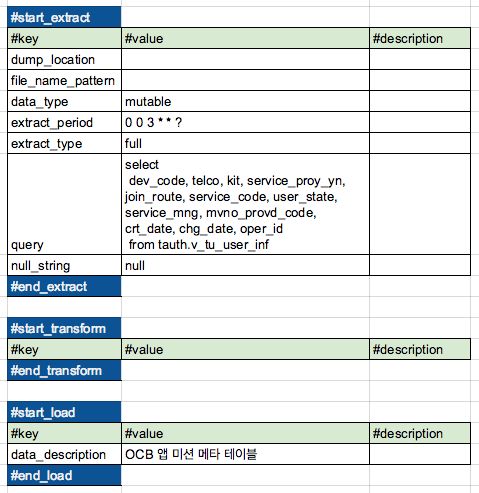 #start_extract
#key #value #description
dump_location
file_name_pattern
data_type mutable
extract_period 0 0 3 * * ?
extract_type full
query select
dev_code, telco, kit, service_proy_yn,
join_route, service_code, user_state,
service_mng, mvno_provd_code,
crt_date, chg_date, oper_id
from tauth.v_tu_user_inf
null_string null
#end_extract
#start_transform
#key #value #description
#end_transform
#start_load
#key #value #description
data_description OCB 앱 미션 메타 테이블
#end_load